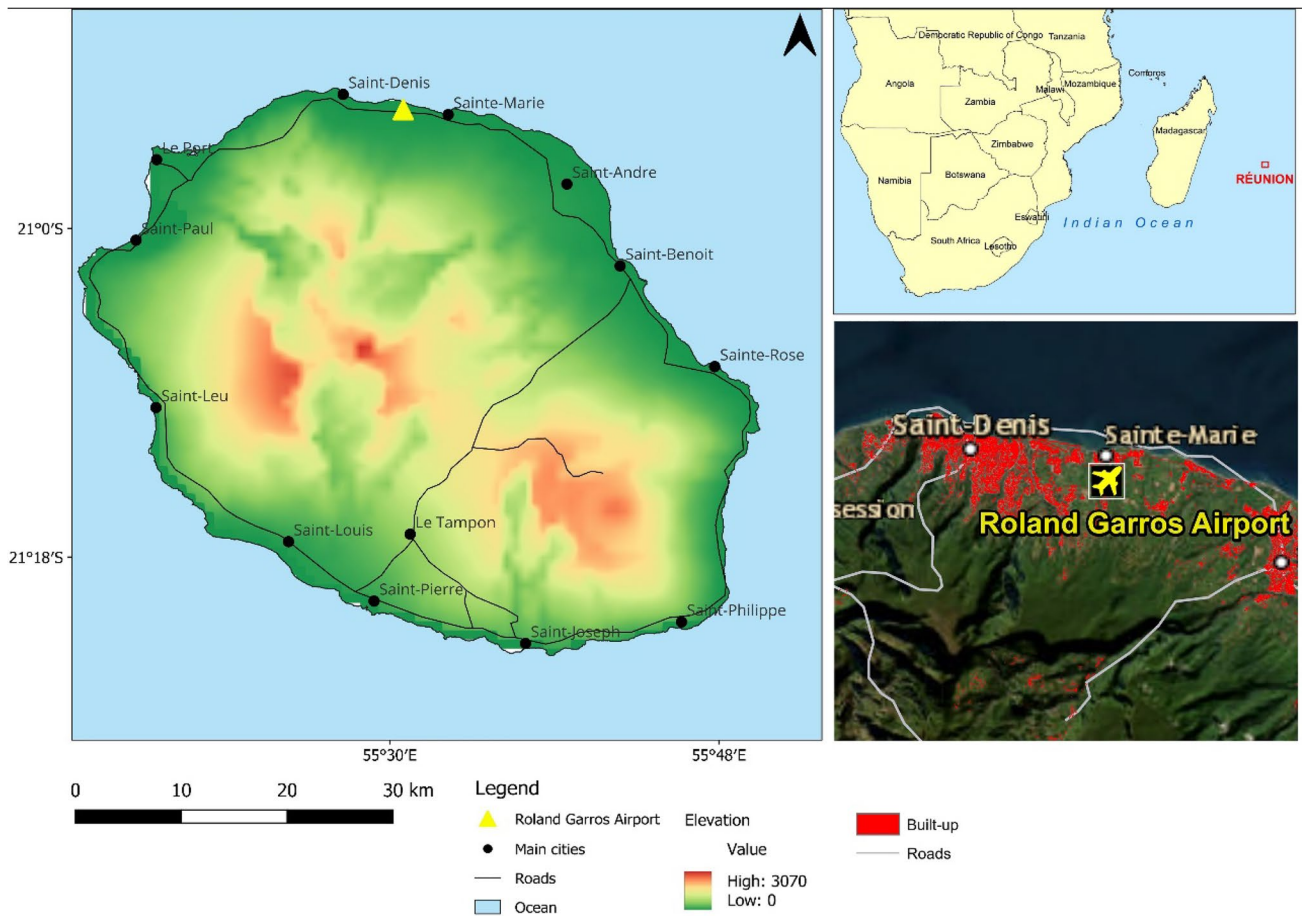 Saint-Denis
Sainte-Marie
Le Port
Saint-Andre
21°0′S
Saint-Paul
Saint-Benoit
Sainte-Rose
Saint-Leu
Saint-Louis
Le Tampon
21°18′S
Saint-Pierre
Saint-Philippe
Saint-Joseph
55°30′E
55°48′E
Democratic Republic of Congo
Tanzania
Angola
Malawi
Mozambique
Comoros
Zambia
Madagascar
Zimbabwe
Namibia
Botswana
RÉUNION
Eswatini
Indian Ocean
South Africa
Lesotho
Saint-Denis
Sainte-Marie
session
Roland Garros Airport
0 10 20 30 km
Legend
Roland Garros Airport
Main cities
Roads
Ocean
Elevation
Value
High: 3070
Low: 0
Built-up
Roads